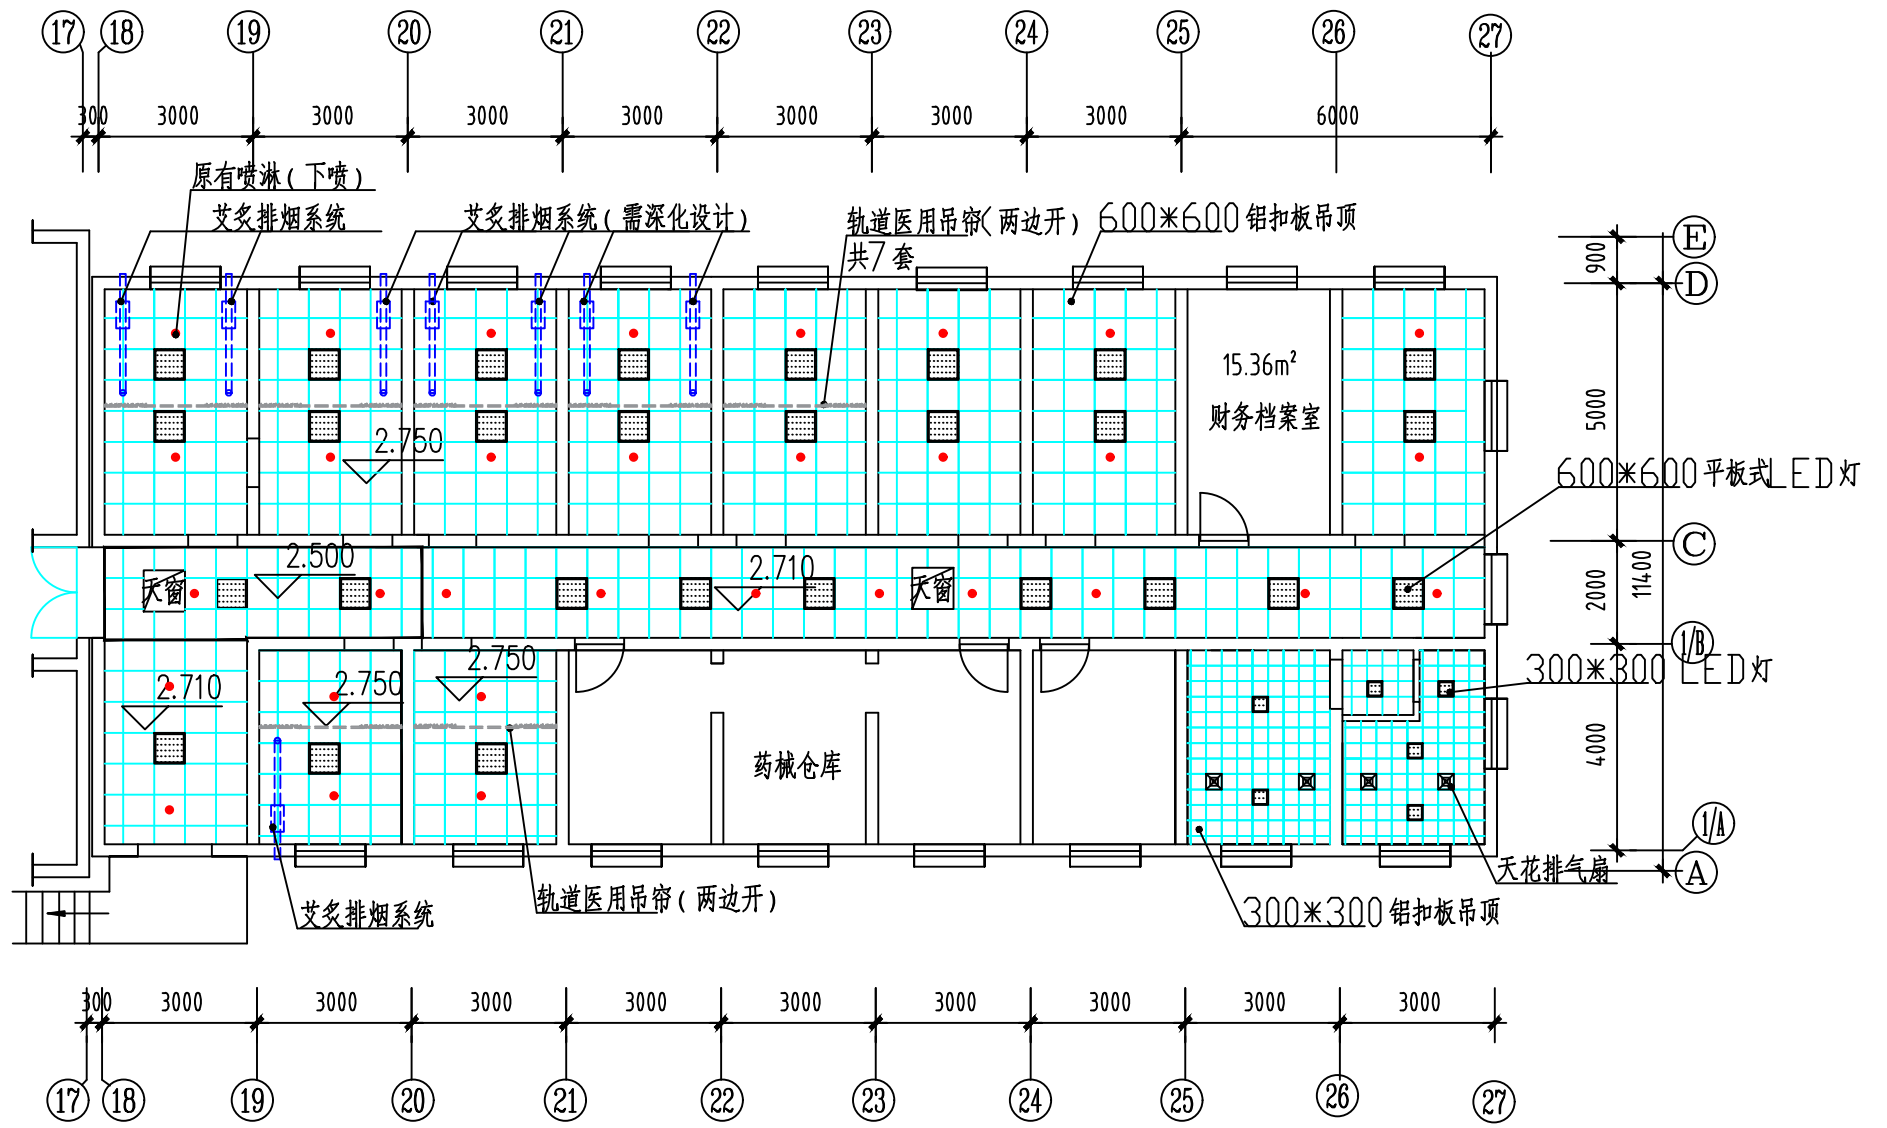 17 18 19 20 21 22 23 24 25 26 27
300 3000 3000 3000 3000 3000 3000 3000 6000
原有喷淋(下喷)
艾炙排烟系统
艾炙排烟系统(需深化设计)
轨道医用吊帘(两边开)
共7套
600*600铝扣板吊顶
E
900
D
15.36m²
财务档案室
5000
2.750
600*600平板式LED灯
C
2.500
天窗
2.710
天窗
2000
11400
1/B
2.750
300*300 LED灯
2.710
2.750
药械仓库
4000
1/A
天花排气扇
A
艾炙排烟系统
轨道医用吊帘(两边开)
300*300铝扣板吊顶
300 3000 3000 3000 3000 3000 3000 3000 3000 3000
17 18 19 20 21 22 23 24 25 26 27